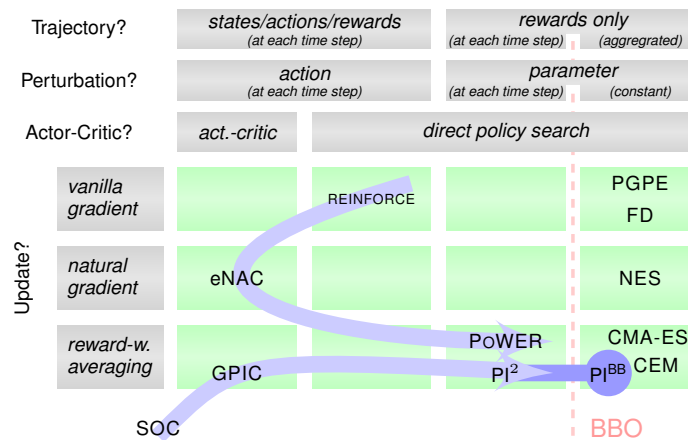 Trajectory? states/actions/rewards rewards only
(at each time step) (at each time step) (aggregrated)
Perturbation? action parameter
(at each time step) (at each time step) (constant)
Actor-Critic? act.-critic direct policy search
Update?
vanilla
gradient
REINFORCE
PGPE
FD
natural
gradient
eNAC
NES
reward-w.
averaging
GPIC
POWER
PI²
CMA-ES
CEM
PI^BB
SOC
BBO